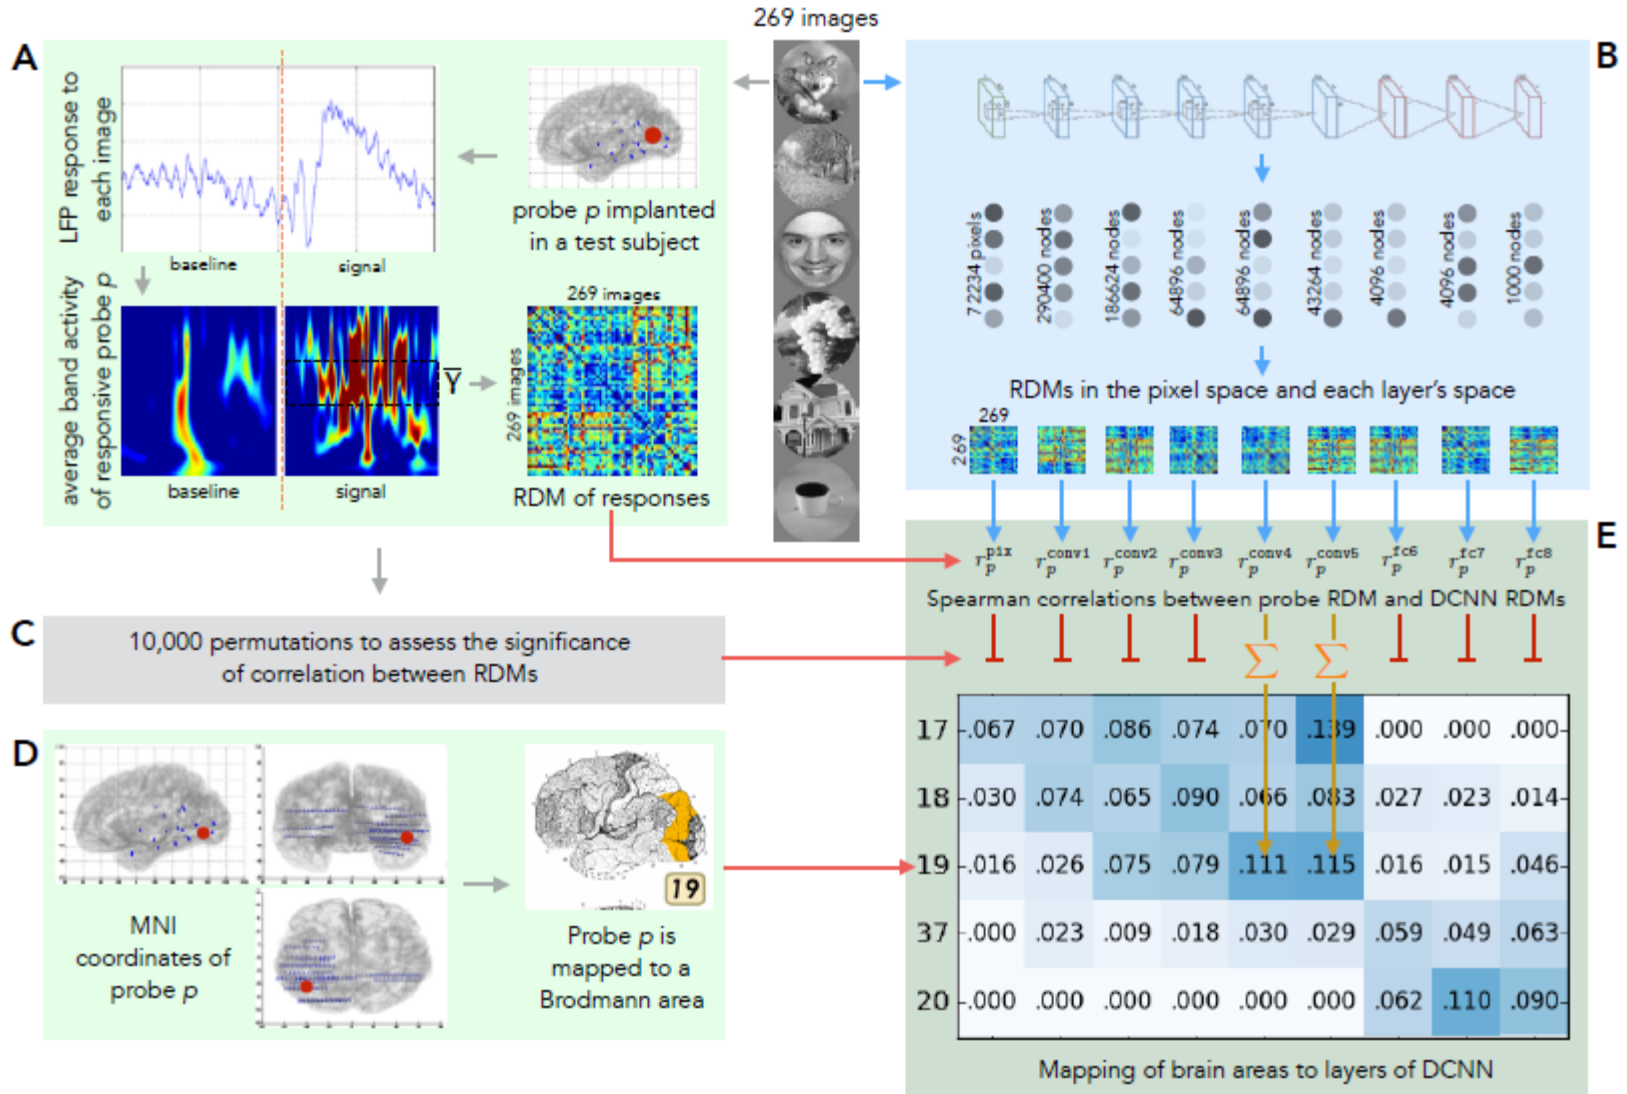 269 images
A
LFP response to
each image
baseline
signal
probe p implanted
in a test subject
average band activity
of responsive probe p
baseline
signal
Y̅
269 images
269 images
RDM of responses
B
72234 pixels
290400 nodes
186624 nodes
64896 nodes
64896 nodes
43264 nodes
4096 nodes
4096 nodes
1000 nodes
RDMs in the pixel space and each layer's space
269
269
C
10,000 permutations to assess the significance
of correlation between RDMs
D
MNI
coordinates of
probe p
19
Probe p is
mapped to a
Brodmann area
E
r_p^pix r_p^conv1 r_p^conv2 r_p^conv3 r_p^conv4 r_p^conv5 r_p^fc6 r_p^fc7 r_p^fc8
Spearman correlations between probe RDM and DCNN RDMs
Σ Σ
17 .067 .070 .086 .074 .070 .139 .000 .000 .000
18 .030 .074 .065 .090 .066 .083 .027 .023 .014
19 .016 .026 .075 .079 .111 .115 .016 .015 .046
37 .000 .023 .009 .018 .030 .029 .059 .049 .063
20 .000 .000 .000 .000 .000 .000 .062 .110 .090
Mapping of brain areas to layers of DCNN